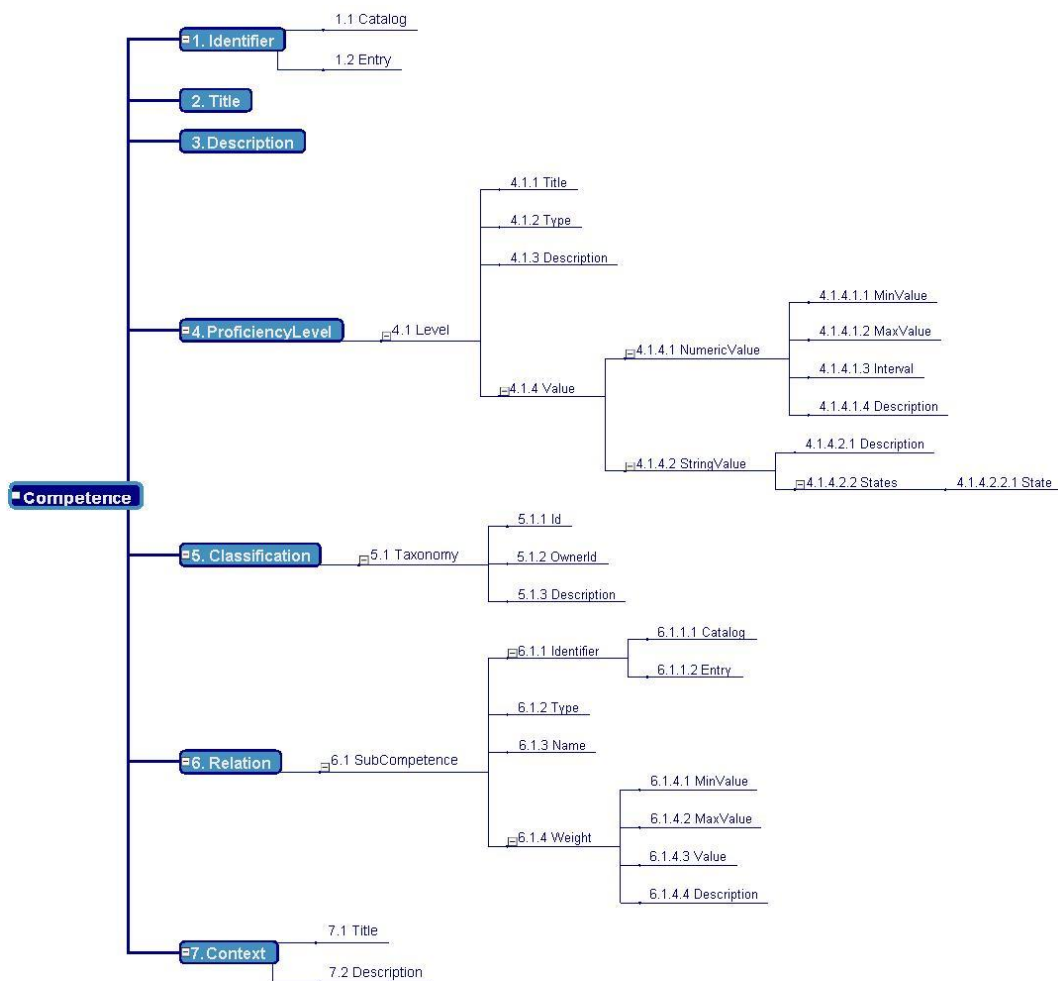 1. Identifier
1.1 Catalog
1.2 Entry
2. Title
3.Description
4.ProficiencyLevel
4.1 Level
4.1.1 Title
4.1.2 Type
4.1.3 Description
4.1.4 Value
4.1.4.1 NumericValue
4.1.4.1.1 MinValue
4.1.4.1.2 MaxValue
4.1.4.1.3 Interval
4.1.4.1.4 Description
4.1.4.2 StringValue
4.1.4.2.1 Description
4.1.4.2.2 States
4.1.4.2.2.1 State
Competence
5. Classification
5.1 Taxonomy
5.1.1 Id
5.1.2 OwnerId
5.1.3 Description
6. Relation
6.1 SubCompetence
6.1.1 Identifier
6.1.1.1 Catalog
6.1.1.2 Entry
6.1.2 Type
6.1.3 Name
6.1.4 Weight
6.1.4.1 MinValue
6.1.4.2 MaxValue
6.1.4.3 Value
6.1.4.4 Description
7.Context
7.1 Title
7.2 Description